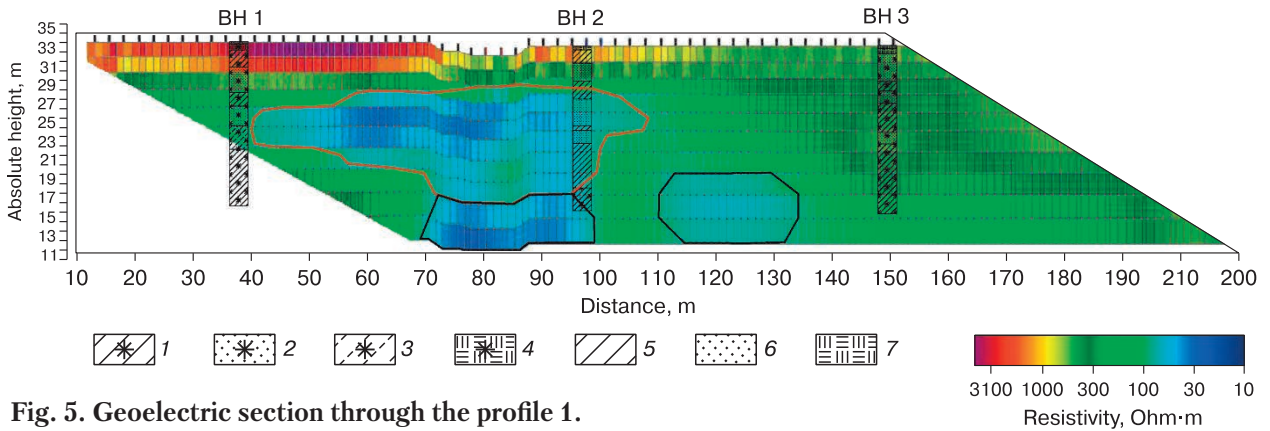 BH 1 BH 2 BH 3
Absolute height, m
35
33
31
29
27
25
23
21
19
17
15
13
11
10 20 30 40 50 60 70 80 90 100 110 120 130 140 150 160 170 180 190 210 200
Distance, m
1 2 3 4 5 6 7
3100 1000 300 100 30 10
Resistivity, Ohm·m
Fig. 5. Geoelectric section through the profile 1.